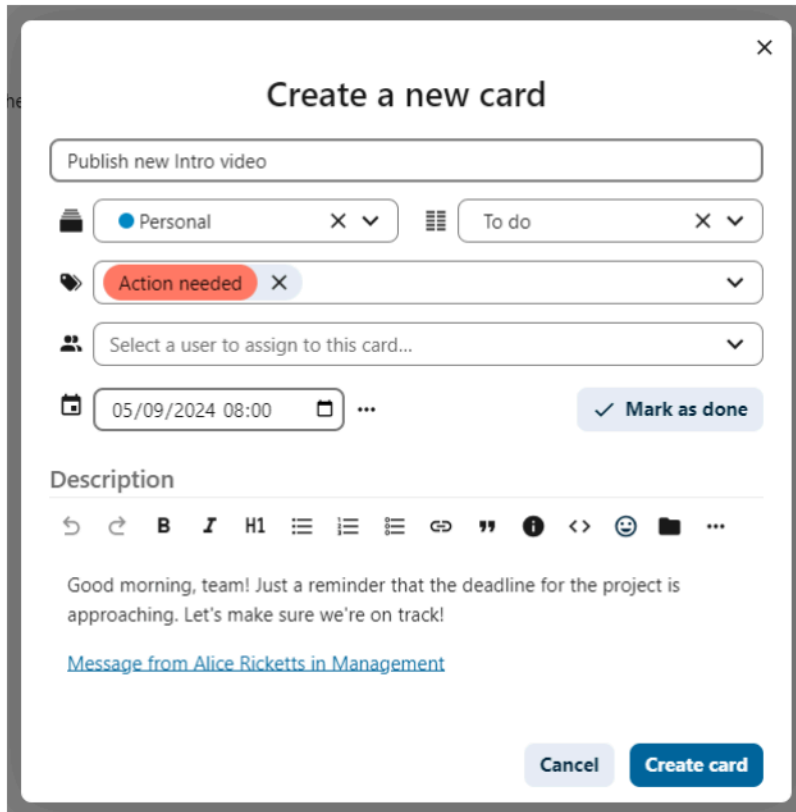 he
Create a new card
Publish new Intro video
Personal
To do
Action needed
Select a user to assign to this card...
05/09/2024 08:00
Mark as done
Description
B I H1
Good morning, team! Just a reminder that the deadline for the project is
approaching. Let's make sure we're on track!
Message from Alice Ricketts in Management
Cancel Create card